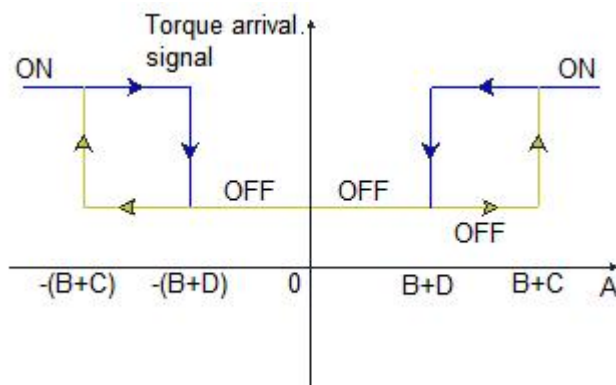 Torque arrival.
signal
ON
ON
OFF
OFF
OFF
-(B+C)
-(B+D)
0
B+D
B+C
A